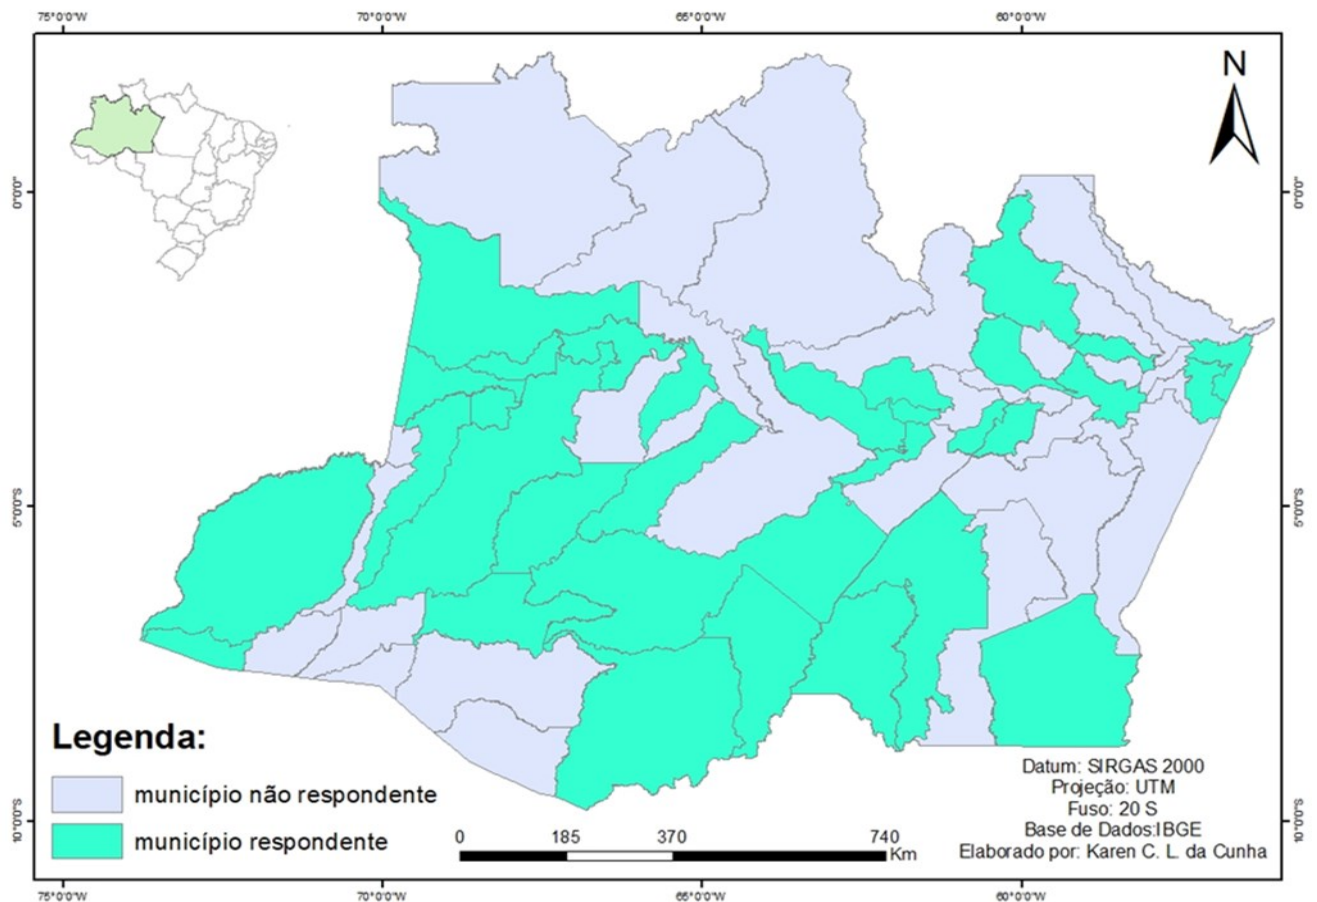 75°0'0"W 70°0'0"W 65°0'0"W 60°0'0"W
N
0°0'0" 0°0'0"
5°0'0"S 5°0'0"S
10°0'0"S 10°0'0"S
Legenda:
município não respondente
município respondente
0 185 370 740
Km
Datum: SIRGAS 2000
Projeção: UTM
Fuso: 20 S
Base de Dados:IBGE
Elaborado por: Karen C. L. da Cunha
75°0'0"W 70°0'0"W 65°0'0"W 60°0'0"W